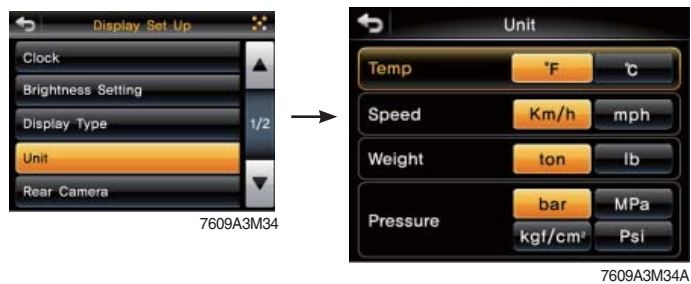 Display Set Up
Clock
Brightness Setting
Display Type
1/2
Unit
Rear Camera
7609A3M34
Unit
Temp °F °C
Speed Km/h mph
Weight ton lb
Pressure bar MPa
kgf/cm² Psi
7609A3M34A